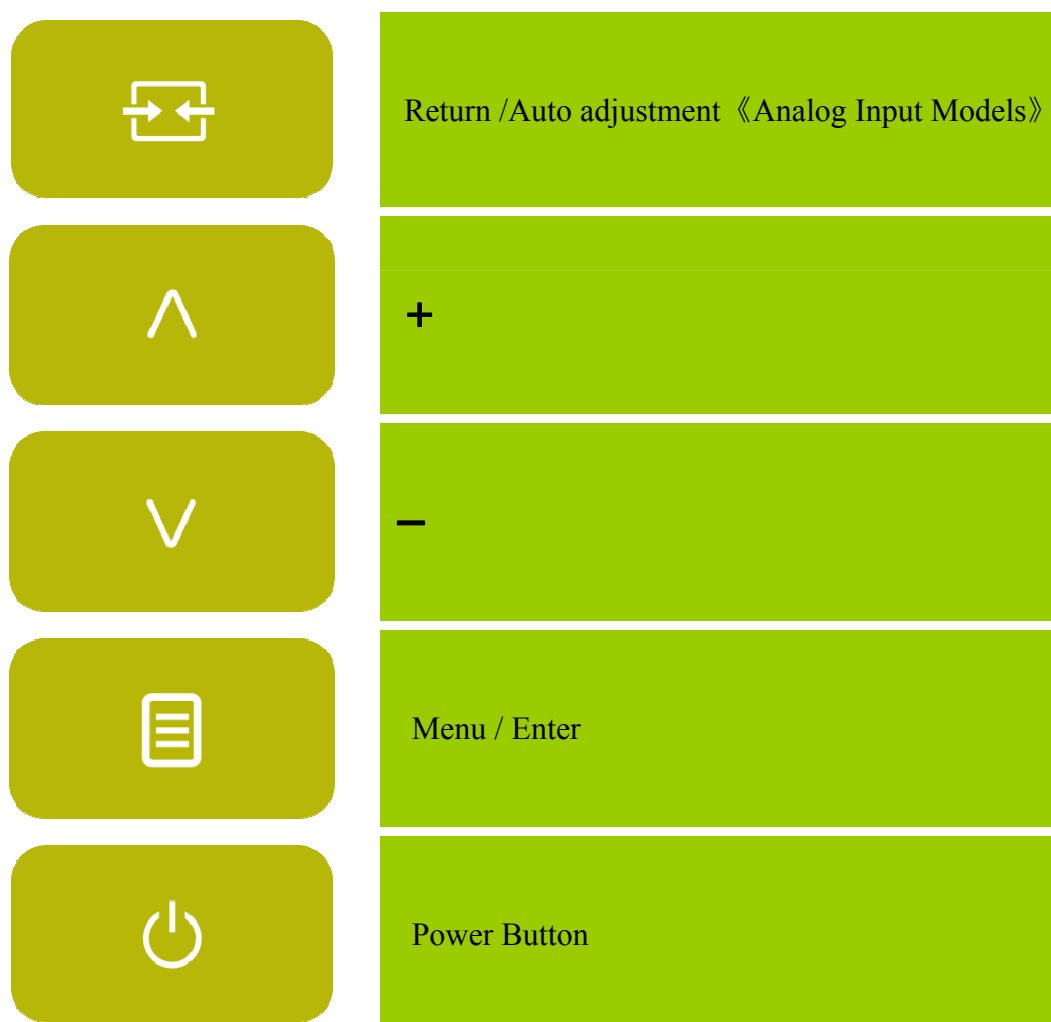 Return /Auto adjustment《Analog Input Models》
+
–
Menu / Enter
Power Button